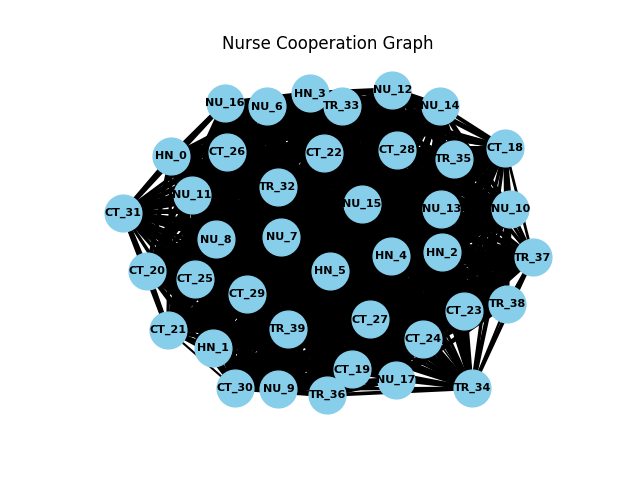 Nurse Cooperation Graph
NU_12
HN_3
NU_16
NU_6
TR_33
NU_14
CT_18
CT_28
CT_26
CT_22
HN_0
TR_35
TR_32
NU_11
NU_15
NU_13
NU_10
CT_31
NU_7
NU_8
HN_2
HN_4
TR_37
CT_20
HN_5
CT_25
CT_29
TR_38
CT_23
CT_27
TR_39
CT_21
CT_24
HN_1
CT_19
NU_17
CT_30
NU_9
TR_34
TR_36